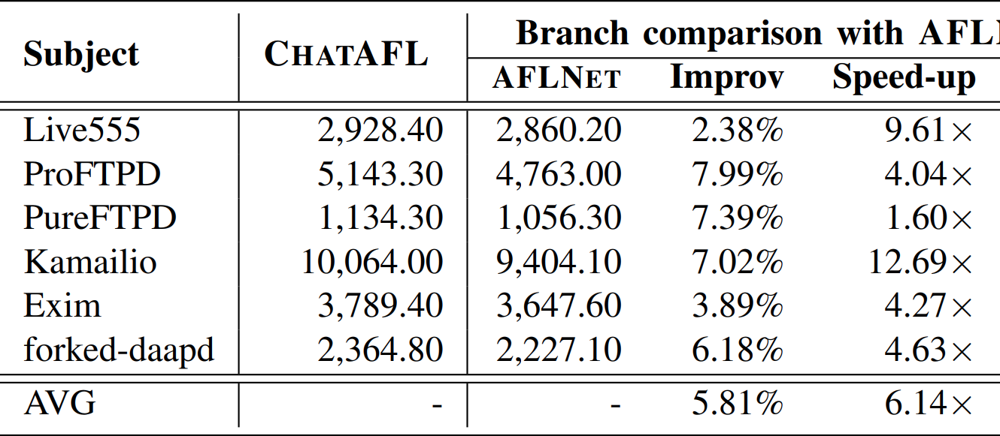 Subject CHATAFL Branch comparison with AFL
AFLNET Improv Speed-up
Live555 2,928.40 2,860.20 2.38% 9.61×
ProFTPD 5,143.30 4,763.00 7.99% 4.04×
PureFTPD 1,134.30 1,056.30 7.39% 1.60×
Kamailio 10,064.00 9,404.10 7.02% 12.69×
Exim 3,789.40 3,647.60 3.89% 4.27×
forked-daapd 2,364.80 2,227.10 6.18% 4.63×
AVG - - 5.81% 6.14×